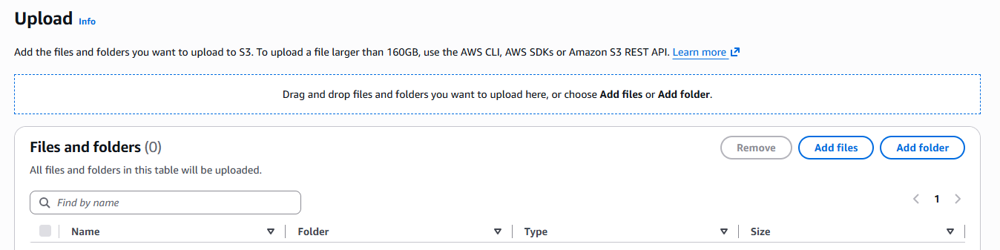 Upload Info
Add the files and folders you want to upload to S3. To upload a file larger than 160GB, use the AWS CLI, AWS SDKs or Amazon S3 REST API. Learn more
Drag and drop files and folders you want to upload here, or choose Add files or Add folder.
Files and folders (0)
Remove Add files Add folder
All files and folders in this table will be uploaded.
Find by name
1
Name Folder Type Size